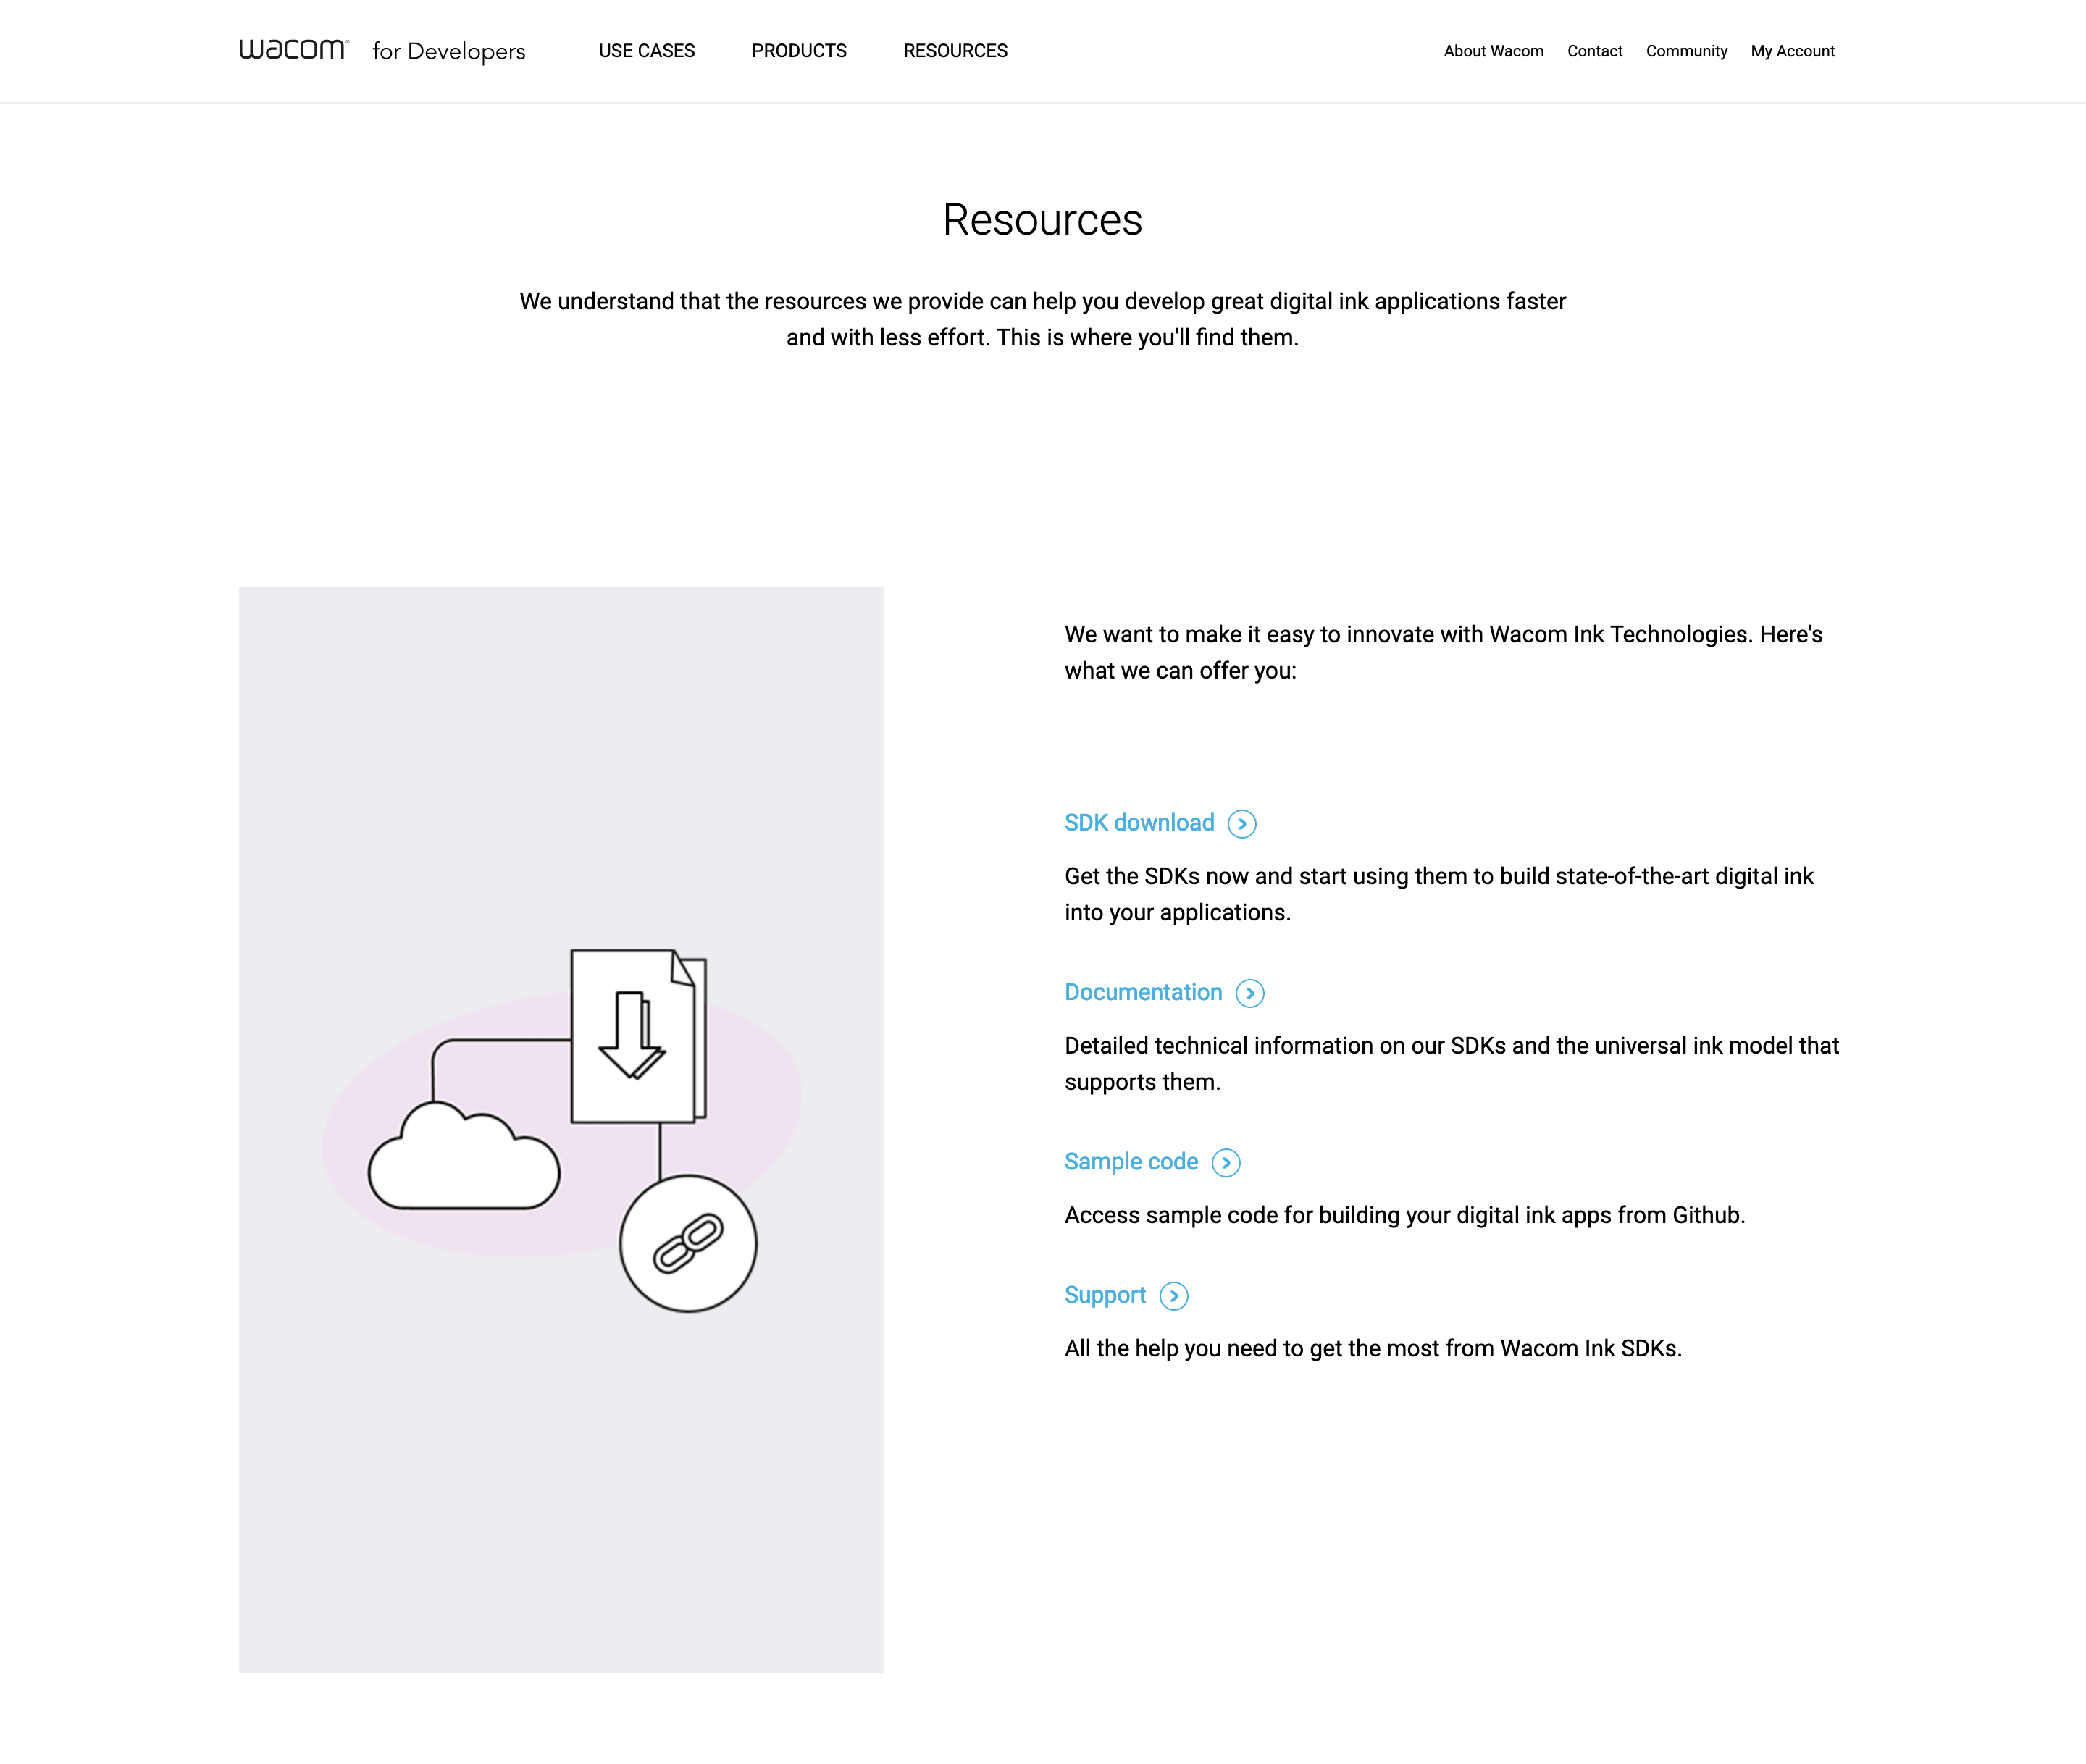 wacom for Developers USE CASES PRODUCTS RESOURCES About Wacom Contact Community My Account
Resources
We understand that the resources we provide can help you develop great digital ink applications faster
and with less effort. This is where you'll find them.
We want to make it easy to innovate with Wacom Ink Technologies. Here's
what we can offer you:
SDK download
Get the SDKs now and start using them to build state-of-the-art digital ink
into your applications.
Documentation
Detailed technical information on our SDKs and the universal ink model that
supports them.
Sample code
Access sample code for building your digital ink apps from Github.
Support
All the help you need to get the most from Wacom Ink SDKs.